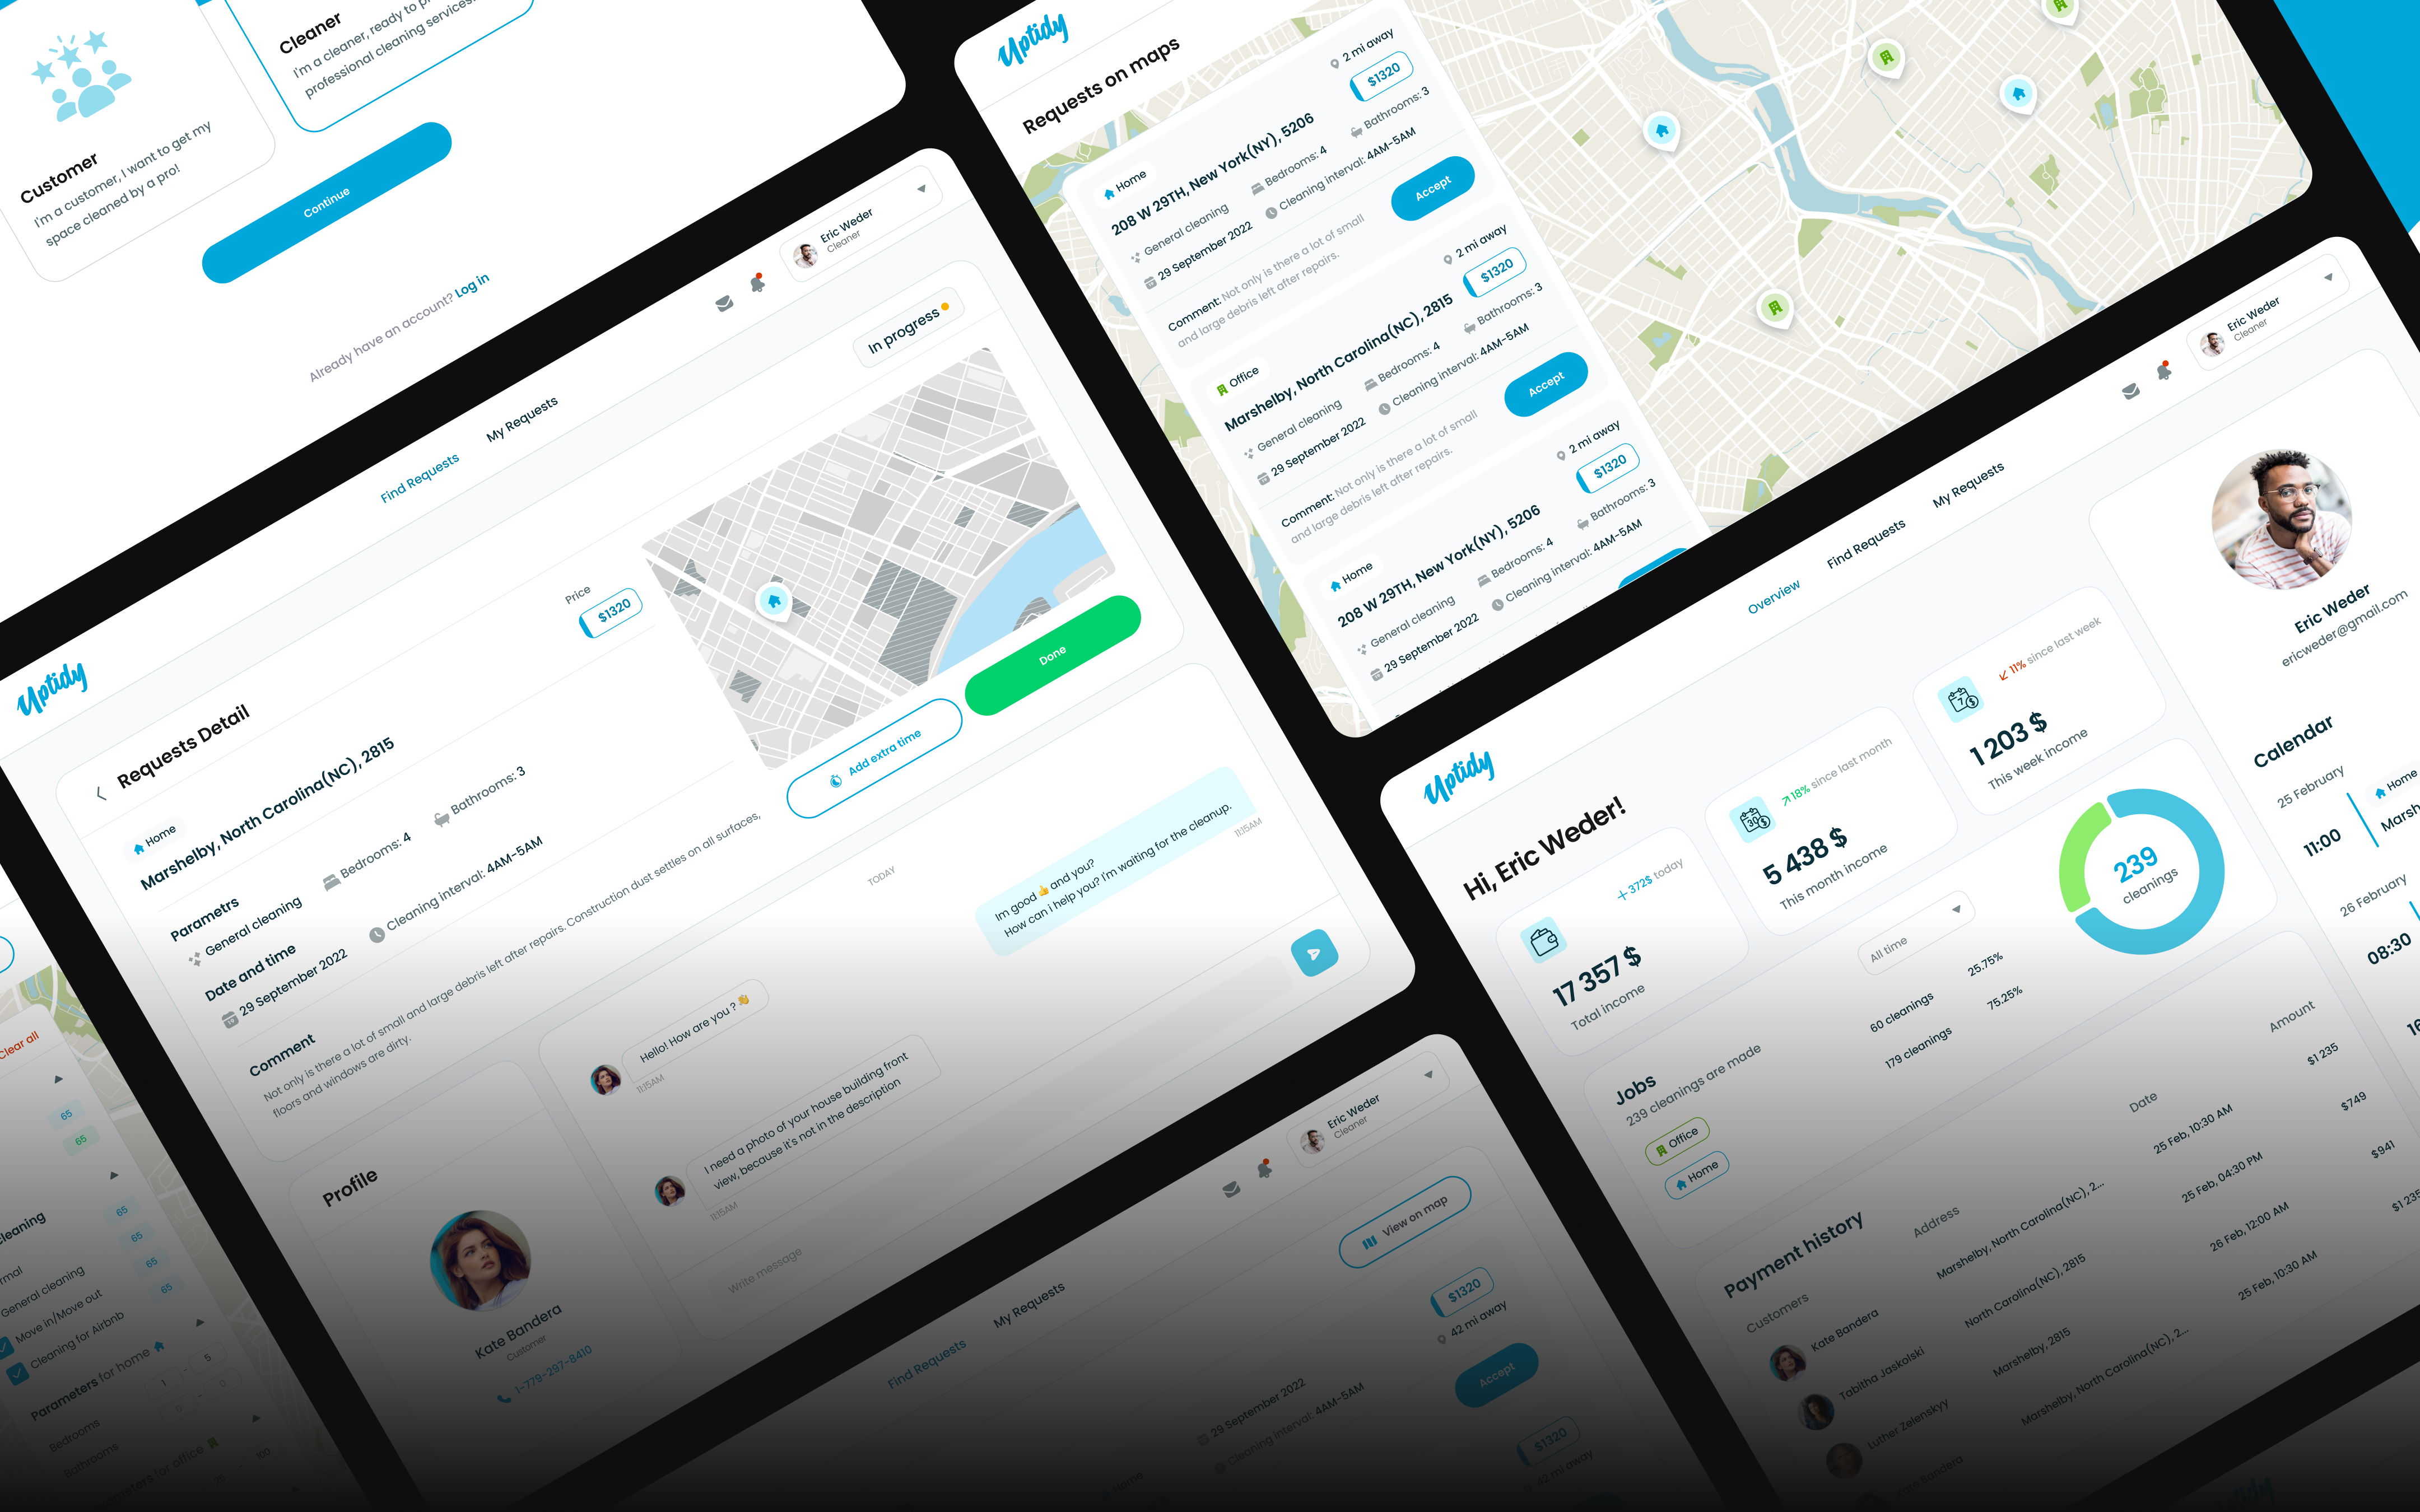 Customer
I'm a customer, I want to get my
space cleaned by a pro!
Cleaner
I'm a cleaner, ready to
professional cleaning services
Continue
Already have an account? Log in
Uptidy
Find Requests
My Requests
Eric Weder
Cleaner
Requests Detail
In progress
Home
Marshelby, North Carolina(NC), 2815
Price
$1320
Parametrs
General cleaning
Bedrooms: 4
Bathrooms: 3
Date and time
29 September 2022
Cleaning interval: 4AM-5AM
Comment
Not only is there a lot of small and large debris left after repairs. Construction dust settles on all surfaces,
floors and windows are dirty.
Add extra time
Done
Profile
Kate Bandera
Customer
1-779-297-8410
TODAY
Im good 👍 and you?
How can i help you? I'm waiting for the cleanup.
11:15AM
Hello! How are you ? 👋
11:15AM
I need a photo of your house building front
view, because it's not in the description
11:15AM
Write message
Uptidy
Requests on maps
Home
2 mi away
208 W 29TH, New York(NY), 5206
$1320
General cleaning
Bedrooms: 4
Bathrooms: 3
29 September 2022
Cleaning interval: 4AM-5AM
Comment: Not only is there a lot of small
and large debris left after repairs.
Accept
Office
2 mi away
Marshelby, North Carolina(NC), 2815
$1320
General cleaning
Bedrooms: 4
Bathrooms: 3
29 September 2022
Cleaning interval: 4AM-5AM
Comment: Not only is there a lot of small
and large debris left after repairs.
Accept
Home
2 mi away
208 W 29TH, New York(NY), 5206
$1320
General cleaning
Bedrooms: 4
Bathrooms: 3
29 September 2022
Cleaning interval: 4AM-5AM
Uptidy
Overview
Find Requests
My Requests
Eric Weder
Cleaner
Hi, Eric Weder!
+372$ today
17 357 $
Total income
18% since last month
5 438 $
This month income
11% since last week
1 203 $
This week income
Jobs
239 cleanings are made
All time
Office
60 cleanings
25.75%
Home
179 cleanings
75.25%
239
cleanings
Payment history
Customers
Address
Date
Amount
Kate Bandera
Marshelby, North Carolina(NC), 2...
25 Feb, 10:30 AM
$1 235
Tabitha Jaskolski
North Carolina(NC), 2815
25 Feb, 04:30 PM
$749
Luther Zelenskyy
Marshelby, 2815
26 Feb, 12:00 AM
$941
Kate Bandera
Marshelby, North Carolina(NC), 2...
25 Feb, 10:30 AM
$1 235
Eric Weder
ericweder@gmail.com
Calendar
25 February
11:00
Home
26 February
08:30
Clear all
65
65
65
65
General cleaning
65
Move in/Move out
65
Cleaning for Airbnb
Parameters for home
Bedrooms
1 - 5
Bathrooms
0 - 0
for office
100
Find Requests
My Requests
Eric Weder
Cleaner
View on map
$1320
42 mi away
29 September 2022
Cleaning Interval: 4AM-5AM
Accept
Home
$1320
42 mi away
Uptidy